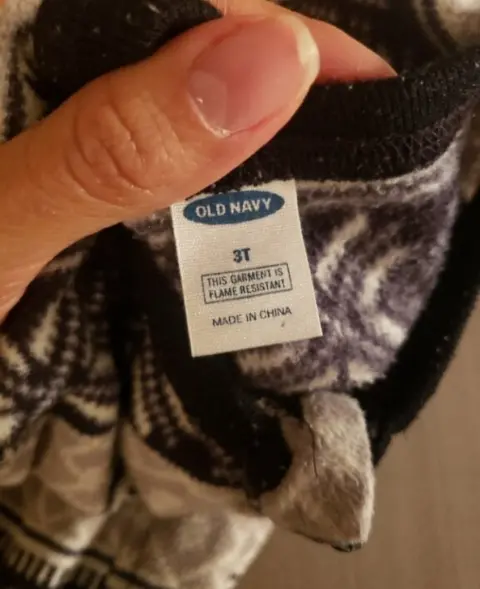 OLD NAVY
3T
THIS GARMENT IS
FLAME RESISTANT
MADE IN CHINA